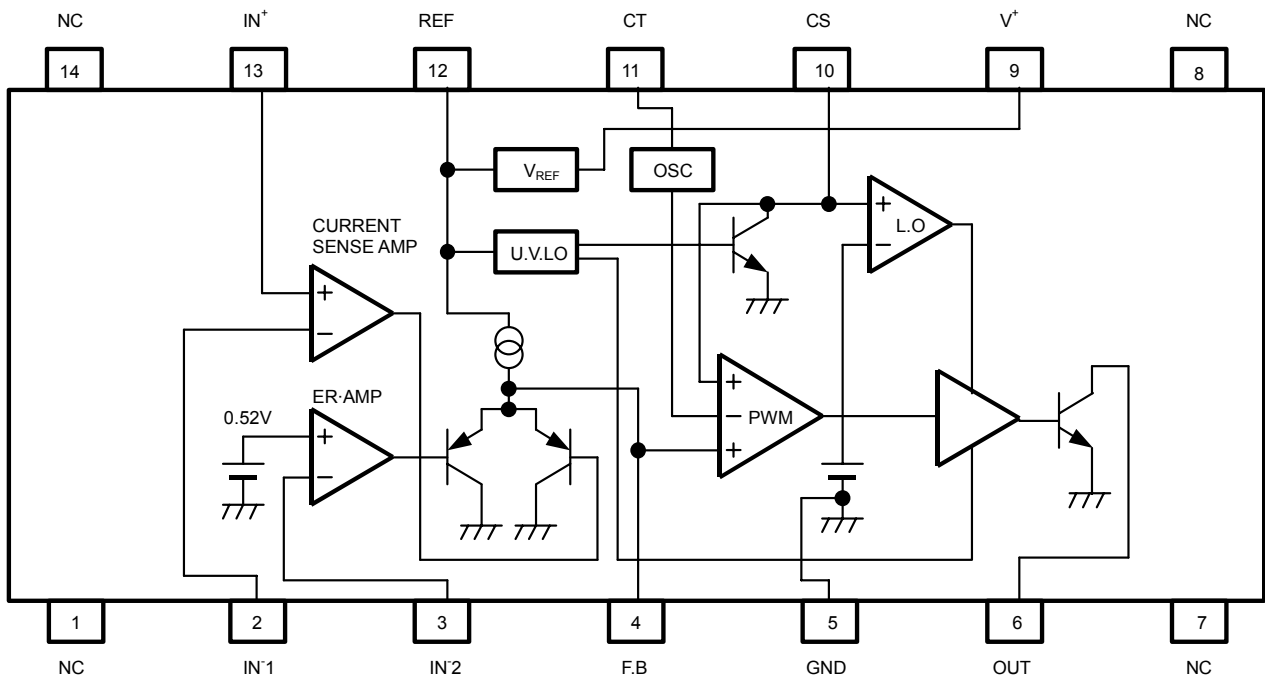 NC IN+ REF CT CS V+ NC
14 13 12 11 10 9 8
VREF OSC
+
L.O
−
CURRENT
SENSE AMP
U.V.LO
+
−
ER·AMP
0.52V
+
−
+
− PWM
+
1 2 3 4 5 6 7
NC IN-1 IN-2 F.B GND OUT NC